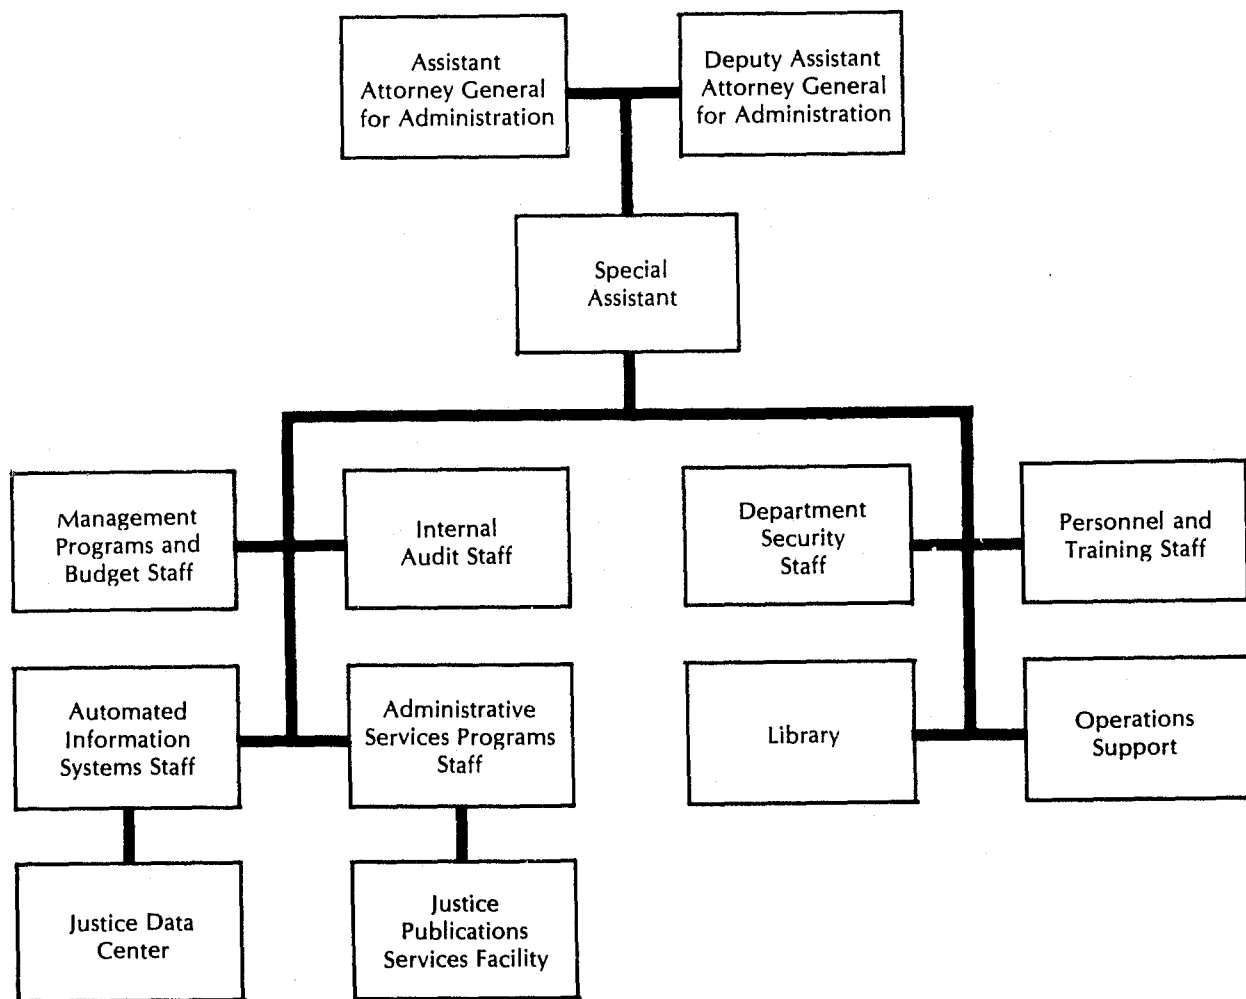 Assistant
Attorney General
for Administration
Deputy Assistant
Attorney General
for Administration
Special
Assistant
Management
Programs and
Budget Staff
Internal
Audit Staff
Department
Security
Staff
Personnel and
Training Staff
Automated
Information
Systems Staff
Administrative
Services Programs
Staff
Library
Operations
Support
Justice Data
Center
Justice
Publications
Services Facility